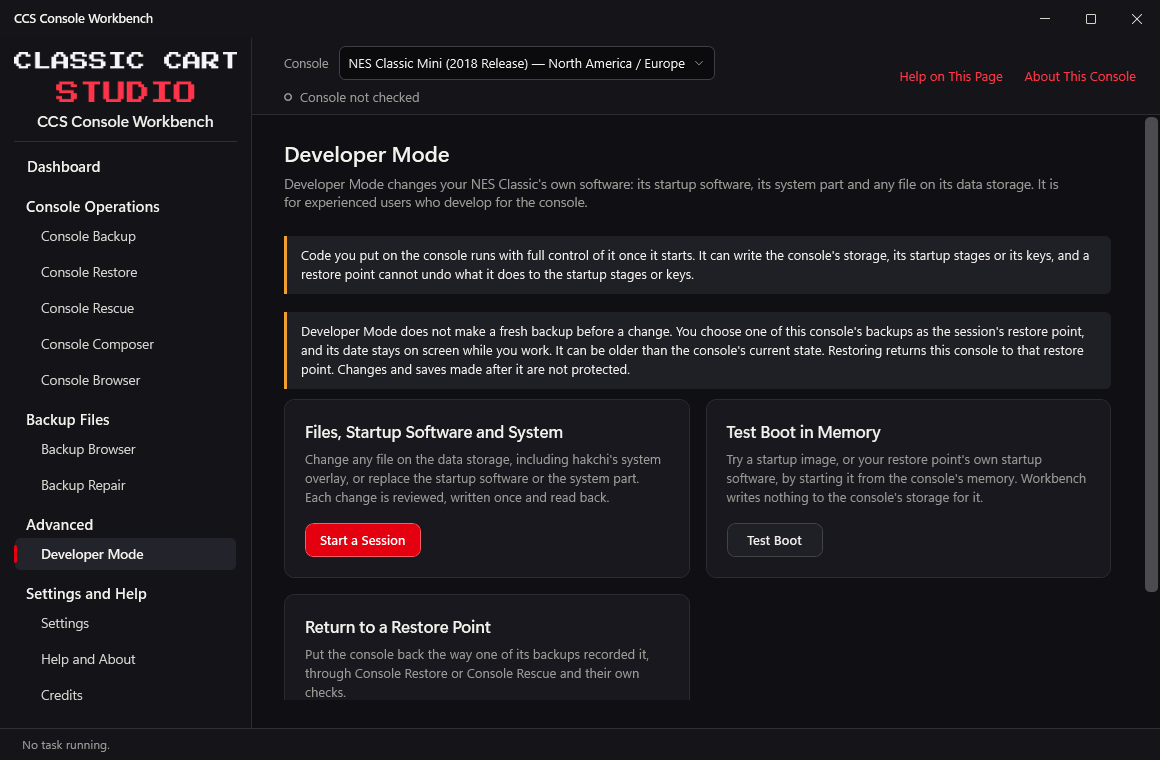 CCS Console Workbench
CLASSIC CART
STUDIO
CCS Console Workbench
Dashboard
Console Operations
Console Backup
Console Restore
Console Rescue
Console Composer
Console Browser
Backup Files
Backup Browser
Backup Repair
Advanced
Developer Mode
Settings and Help
Settings
Help and About
Credits
Console
NES Classic Mini (2018 Release) — North America / Europe
Console not checked
Help on This Page
About This Console
Developer Mode
Developer Mode changes your NES Classic's own software: its startup software, its system part and any file on its data storage. It is
for experienced users who develop for the console.
Code you put on the console runs with full control of it once it starts. It can write the console's storage, its startup stages or its keys, and a
restore point cannot undo what it does to the startup stages or keys.
Developer Mode does not make a fresh backup before a change. You choose one of this console's backups as the session's restore point,
and its date stays on screen while you work. It can be older than the console's current state. Restoring returns this console to that restore
point. Changes and saves made after it are not protected.
Files, Startup Software and System
Change any file on the data storage, including hakchi's system
overlay, or replace the startup software or the system part.
Each change is reviewed, written once and read back.
Start a Session
Test Boot in Memory
Try a startup image, or your restore point's own startup
software, by starting it from the console's memory. Workbench
writes nothing to the console's storage for it.
Test Boot
Return to a Restore Point
Put the console back the way one of its backups recorded it,
through Console Restore or Console Rescue and their own
checks.
No task running.